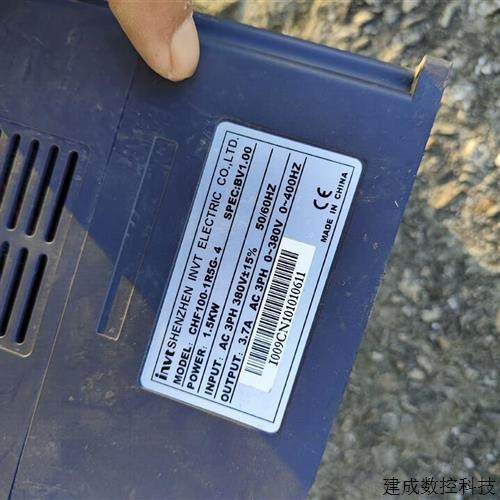 invt SHENZHEN INVT ELECTRIC CO.,LTD.
MODEL: CHF100-1R5G-4 SPEC:BV1.00
POWER: 1.5KW
INPUT: AC 3PH 380V±15% 50/60HZ
OUTPUT: 3.7A AC 3PH 0~380V 0~400HZ
1009CN101010611
CE
MADE IN CHINA
建成数控科技